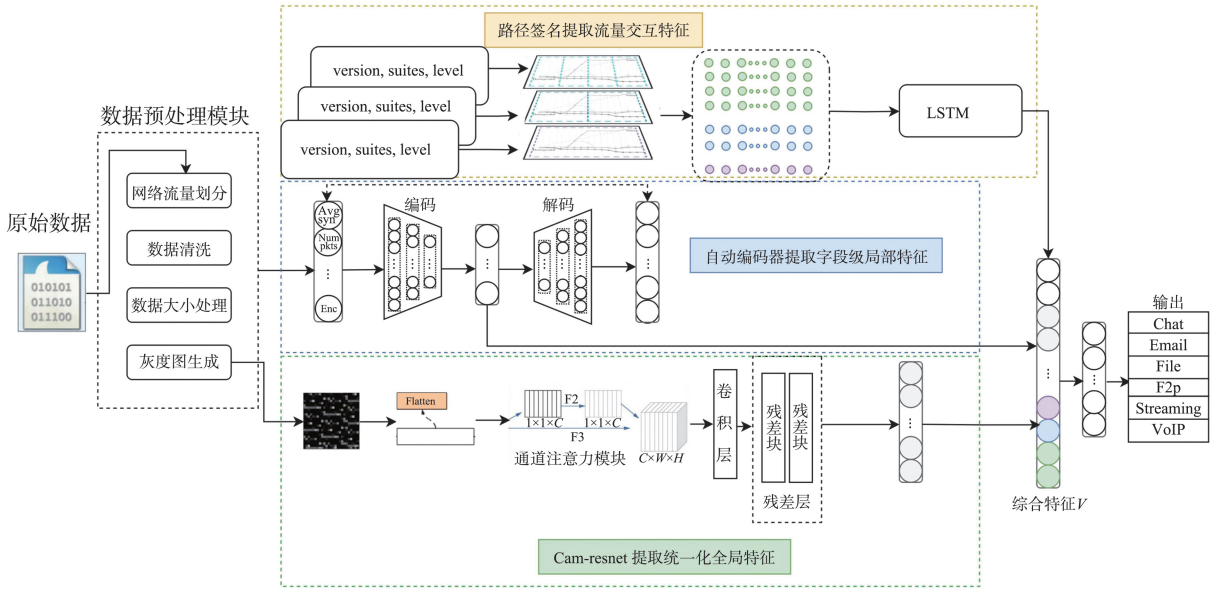 路径签名提取流量交互特征
version, suites, level
version, suites, level
version, suites, level
LSTM
数据预处理模块
网络流量划分
数据清洗
数据大小处理
灰度图生成
原始数据
010101
011010
011100
Avg
syn
Num
pkts
Enc
编码
解码
自动编码器提取字段级局部特征
Flatten
F2
1×1×C
1×1×C
F3
通道注意力模块
C×W×H
卷积层
残差块
残差块
残差层
Cam-resnet 提取统一化全局特征
综合特征V
输出
Chat
Email
File
F2p
Streaming
VoIP